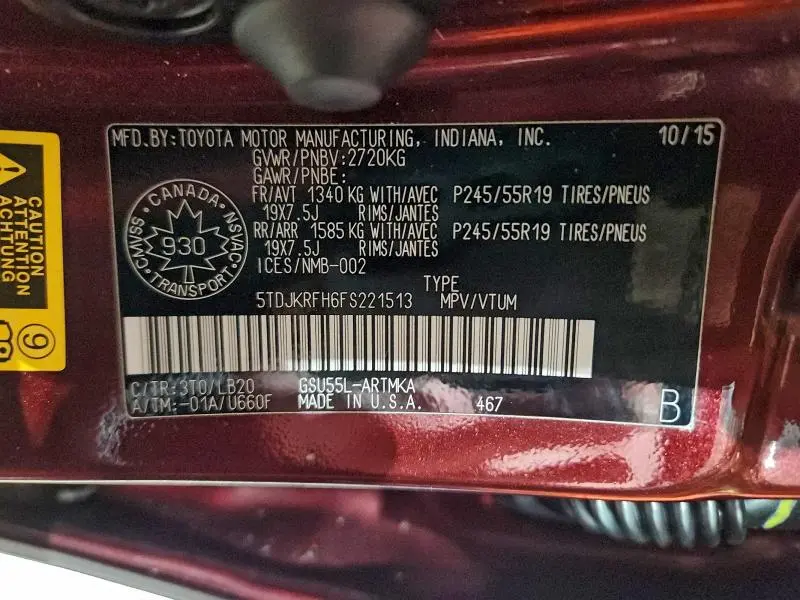 MFD.BY:TOYOTA MOTOR MANUFACTURING, INDIANA, INC. 10/15
GVWR/PNBV:2720KG
GAWR/PNBE:
FR/AVT 1340 KG WITH/AVEC P245/55R19 TIRES/PNEUS
19X7.5J RIMS/JANTES
RR/ARR 1585 KG WITH/AVEC P245/55R19 TIRES/PNEUS
19X7.5J RIMS/JANTES
ICES/NMB-002
TYPE
5TDJKRFH6FS221513 MPV/VTUM
C/TR:3T0/LB20 GSU55L-ARTMKA
A/TM:-01A/U660F MADE IN U.S.A. 467 B
CANADA
CMVSS NSVAC
930
TRANSPORT
CAUTION
ATTENTION
ACHTUNG
9